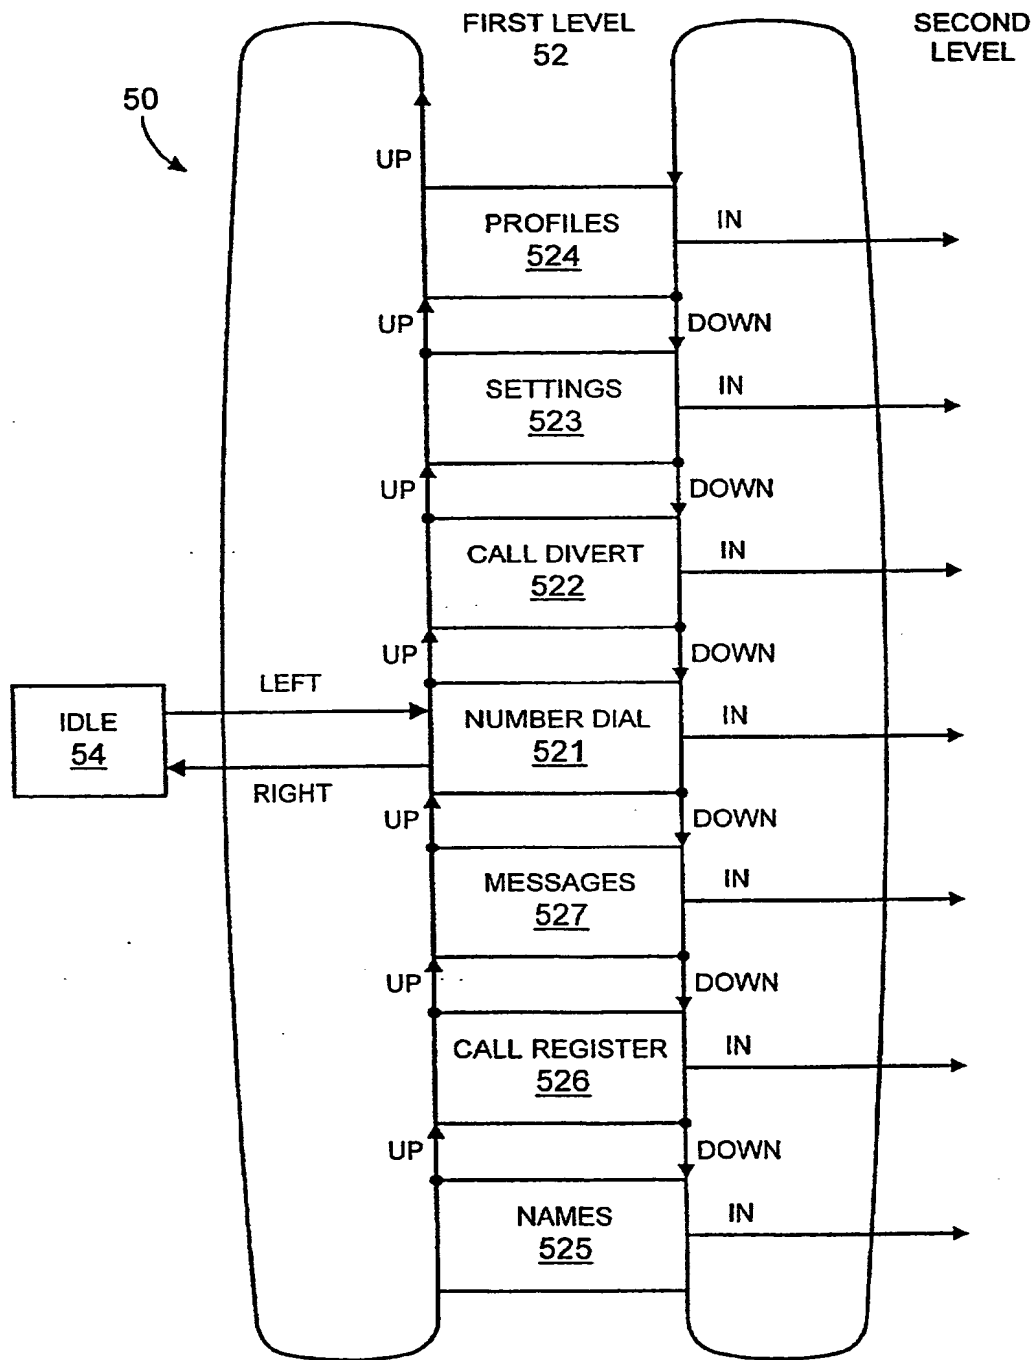 FIRST LEVEL
52
SECOND
LEVEL
50
UP
PROFILES
524
IN
UP
DOWN
SETTINGS
523
IN
UP
DOWN
CALL DIVERT
522
IN
UP
DOWN
LEFT
IDLE
54
NUMBER DIAL
521
IN
RIGHT
UP
DOWN
MESSAGES
527
IN
UP
DOWN
CALL REGISTER
526
IN
UP
DOWN
NAMES
525
IN